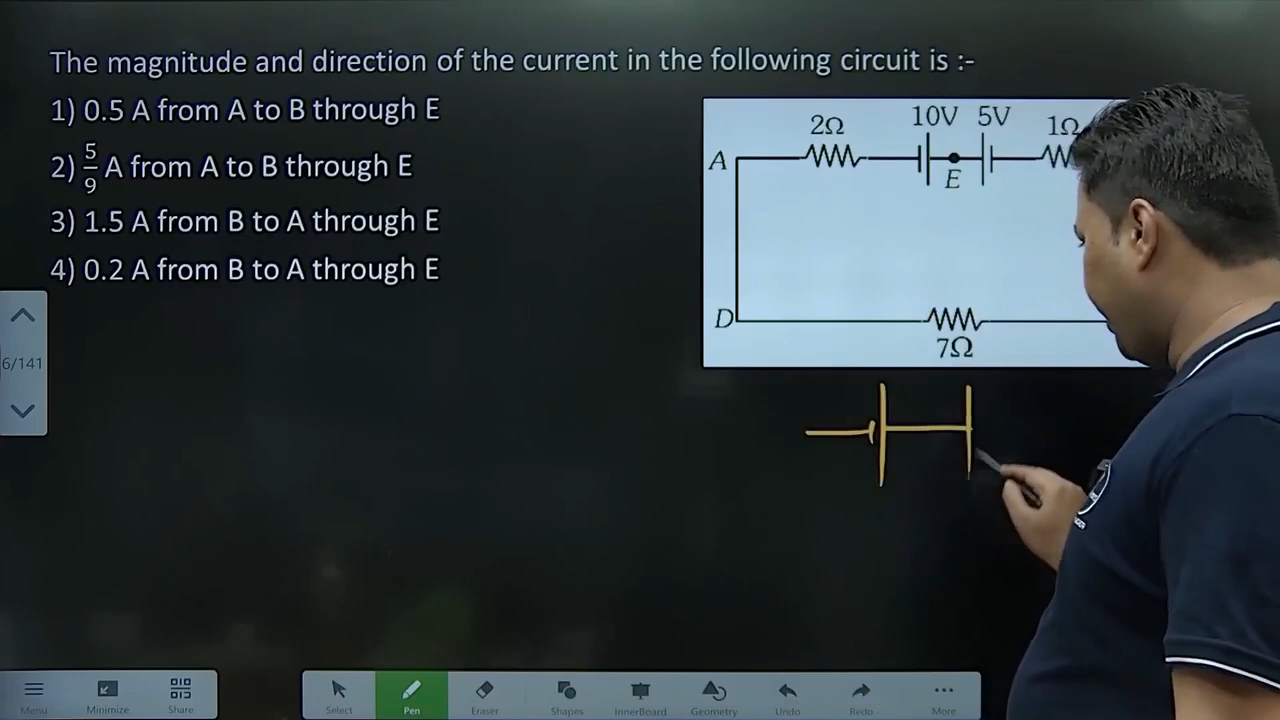 The magnitude and direction of the current in the following circuit is :-
1) 0.5 A from A to B through E
2) 5/9 A from A to B through E
3) 1.5 A from B to A through E
4) 0.2 A from B to A through E
2Ω 10V 5V 1Ω
A
E
D
7Ω
6/141
Menu Minimize Share Select Pen Eraser Shapes InnerBoard Geometry Undo Redo More